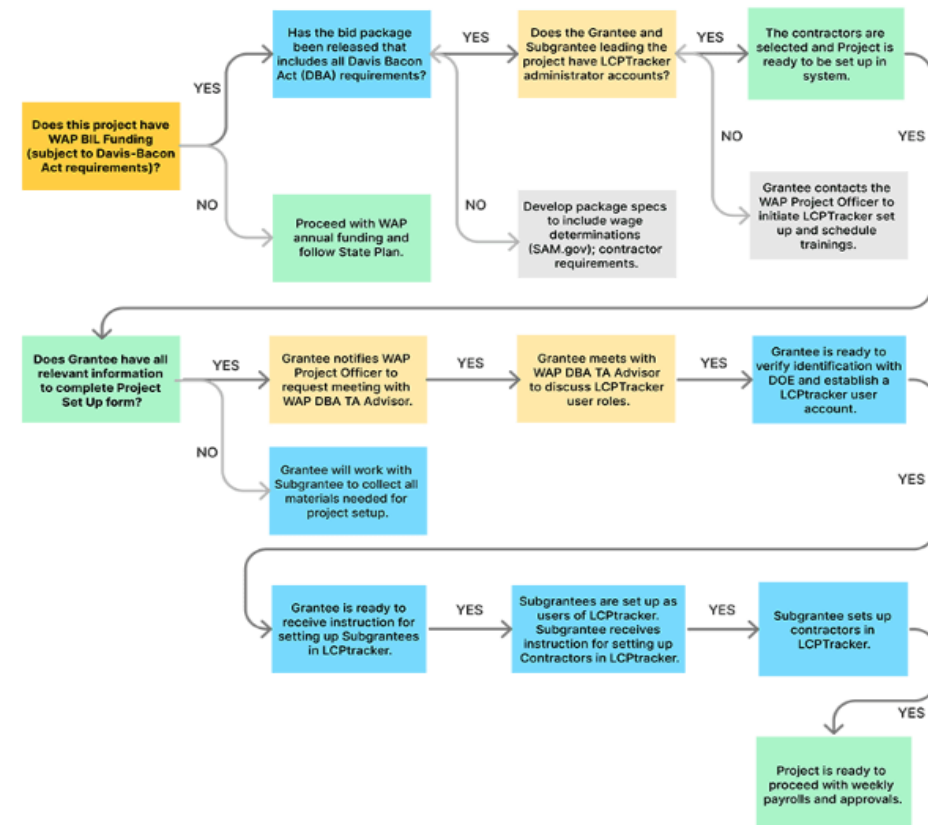 Has the bid package
been released that
includes all Davis Bacon
Act (DBA) requirements?
YES
Does the Grantee and
Subgrantee leading the
project have LCPTracker
administrator accounts?
YES
The contractors are
selected and Project is
ready to be set up in
system.
YES
Does this project have
WAP BIL Funding
(subject to Davis-Bacon
Act requirements)?
YES
NO
Proceed with WAP
annual funding and
follow State Plan.
NO
Develop package specs
to include wage
determinations
(SAM.gov); contractor
requirements.
NO
Grantee contacts the
WAP Project Officer to
initiate LCPTracker set
up and schedule
trainings.
Does Grantee have all
relevant information
to complete Project
Set Up form?
YES
Grantee notifies WAP
Project Officer to
request meeting with
WAP DBA TA Advisor.
YES
Grantee meets with
WAP DBA TA Advisor
to discuss LCPTracker
user roles.
YES
Grantee is ready to
verify identification with
DOE and establish a
LCPtracker user
account.
NO
Grantee will work with
Subgrantee to collect all
materials needed for
project setup.
YES
Grantee is ready to
receive instruction for
setting up Subgrantees
in LCPtracker.
YES
Subgrantees are set up as
users of LCPtracker.
Subgrantee receives
instruction for setting up
Contractors in LCPtracker.
YES
Subgrantee sets up
contractors in
LCPTracker.
YES
Project is ready to
proceed with weekly
payrolls and approvals.